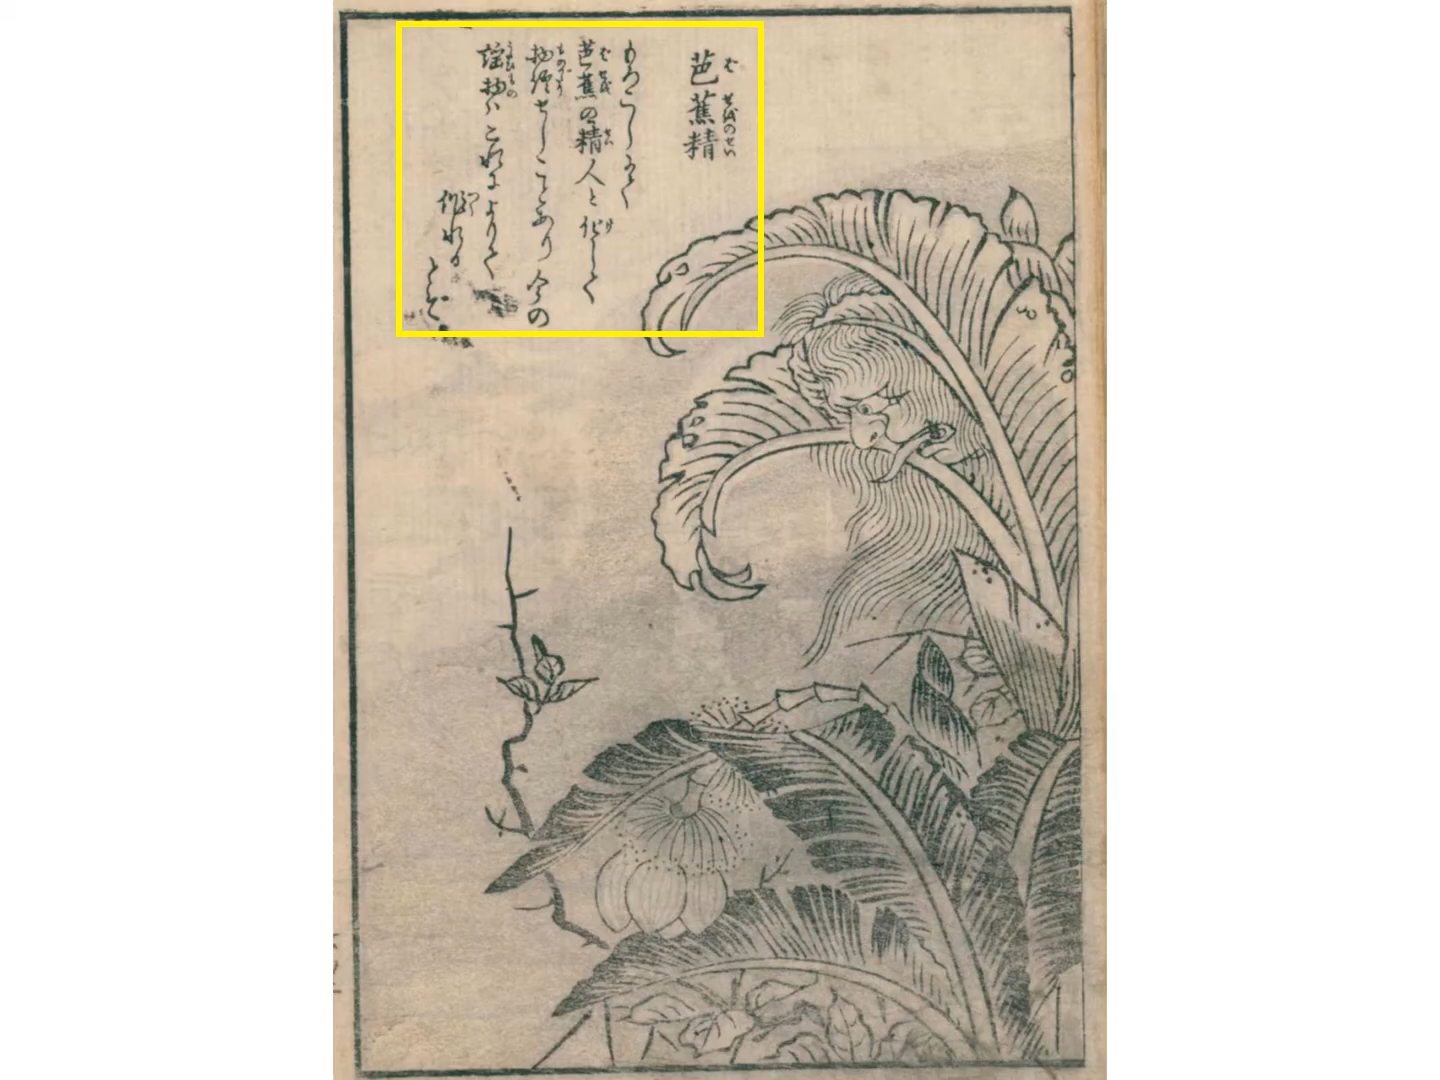 芭蕉精
もろこしにて
芭蕉の精人と化して
物語せしことあり今の
謡物ハこれによりて
作れる
とぞ